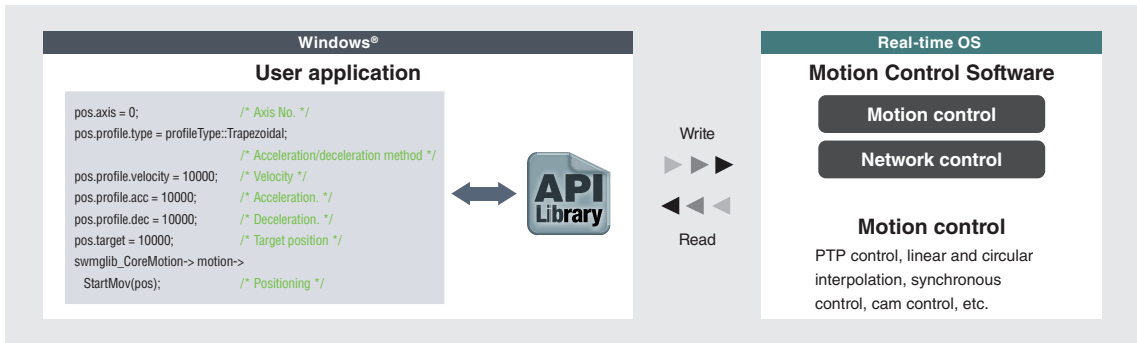 Windows®
User application
pos.axis = 0; /* Axis No. */
pos.profile.type = profileType::Trapezoidal;
/* Acceleration/deceleration method */
pos.profile.velocity = 10000; /* Velocity */
pos.profile.acc = 10000; /* Acceleration. */
pos.profile.dec = 10000; /* Deceleration. */
pos.target = 10000; /* Target position */
swmglib_CoreMotion-> motion->
StartMov(pos); /* Positioning */
API
Library
Write
Read
Real-time OS
Motion Control Software
Motion control
Network control
Motion control
PTP control, linear and circular
interpolation, synchronous
control, cam control, etc.